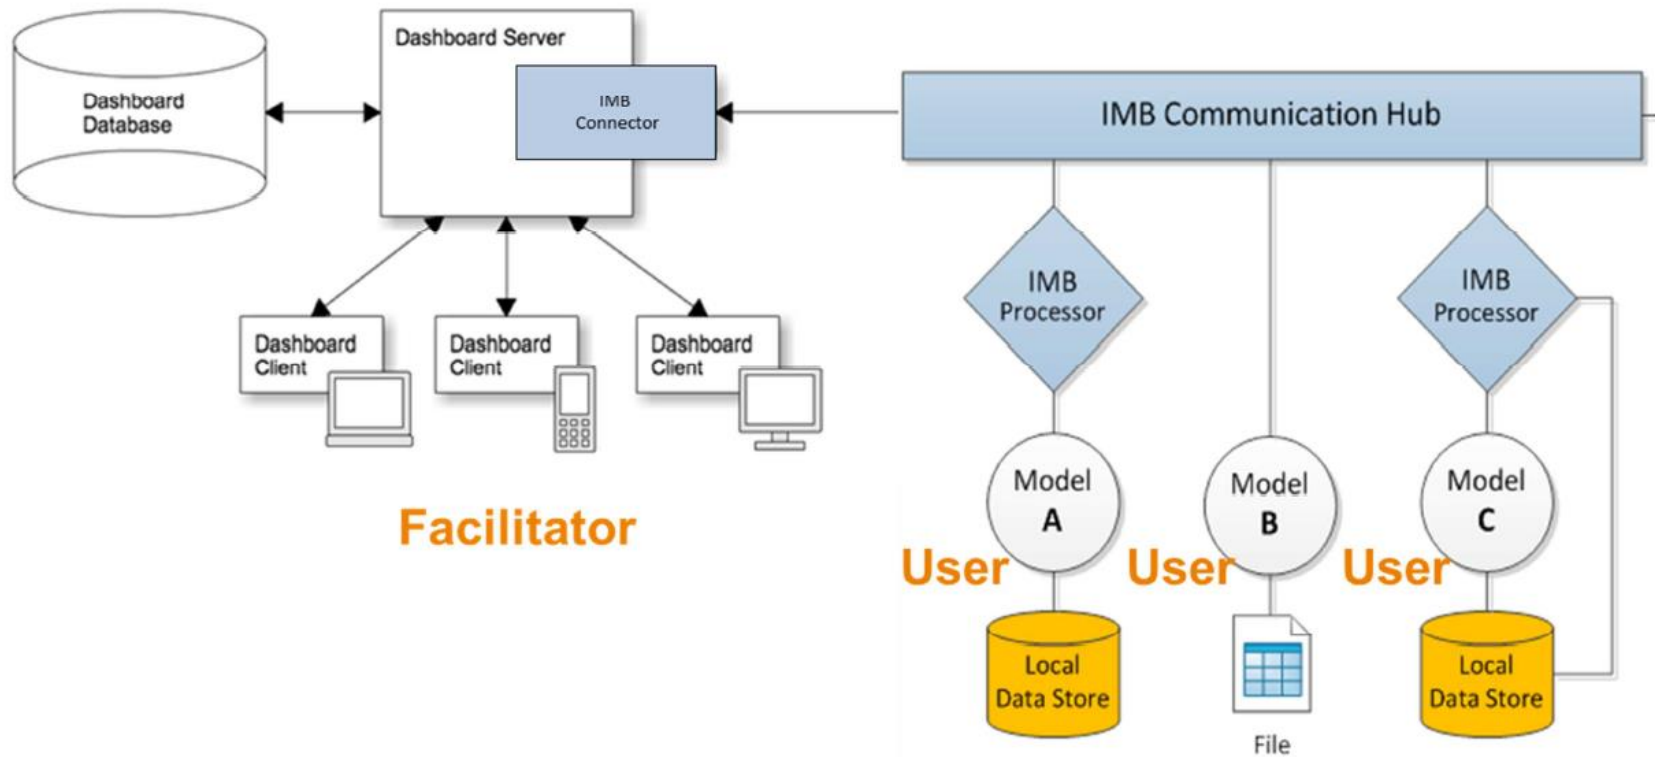 Dashboard Server
Dashboard
Database
IMB
Connector
IMB Communication Hub
IMB
Processor
IMB
Processor
Dashboard
Client
Dashboard
Client
Dashboard
Client
Facilitator
Model
A
Model
B
Model
C
User
User
User
Local
Data Store
Local
Data Store
File